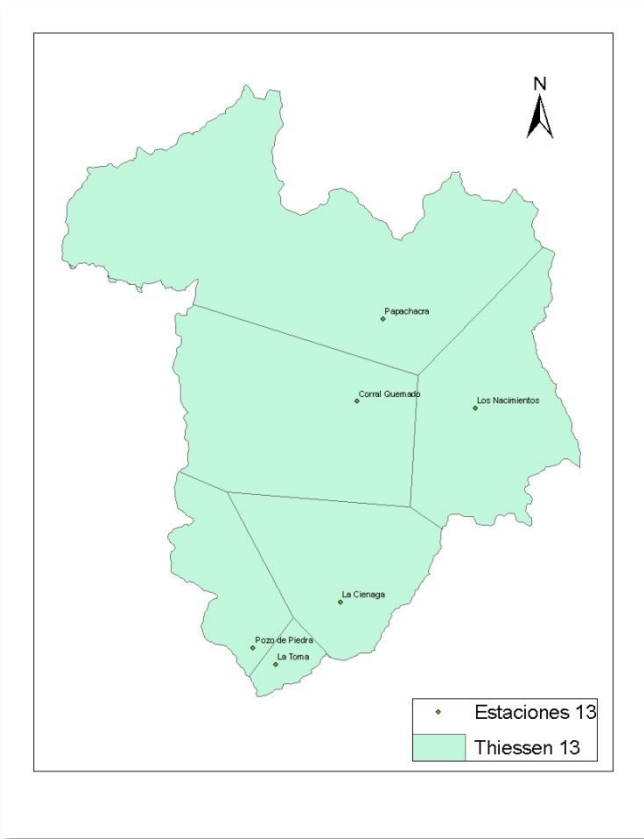 N
Papachacra
Corral Quemado
Los Nacimientos
La Cienaga
Pozo de Piedra
La Toma
Estaciones 13
Thiessen 13